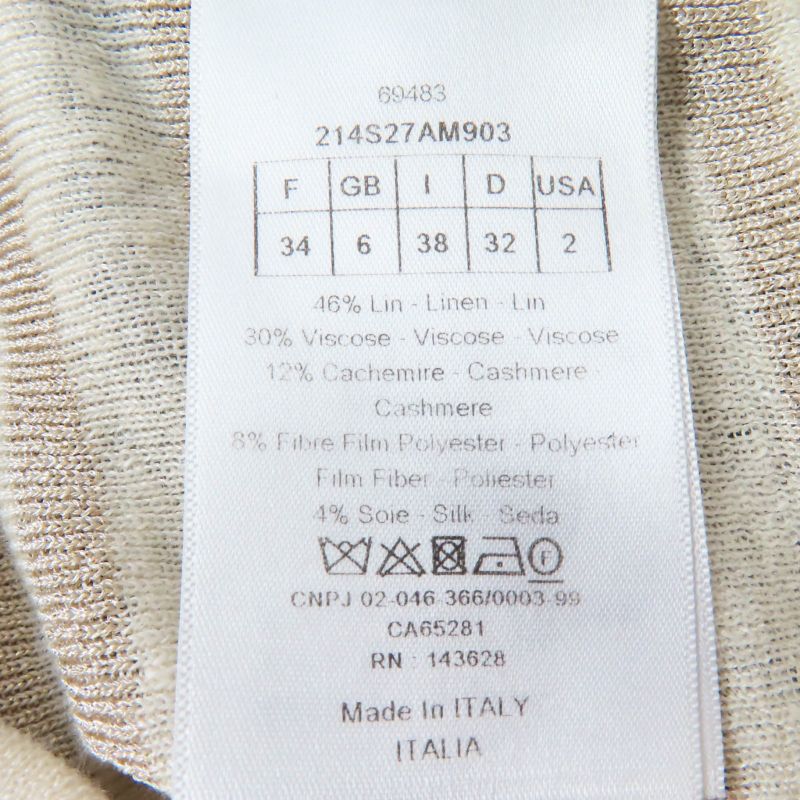 69483
214S27AM903
F GB I D USA
34 6 38 32 2
46% Lin - Linen - Lin
30% Viscose - Viscose - Viscose
12% Cachemire - Cashmere -
Cashmere
8% Fibre Film Polyester - Polyester
Film Fiber - Poliester
4% Soie - Silk - Seda
F
CNPJ 02-046-366/0003-99
CA65281
RN : 143628
Made In ITALY
ITALIA